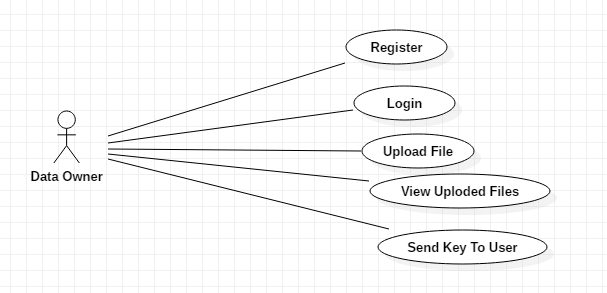 Register
Login
Upload File
Data Owner
View Uploded Files
Send Key To User